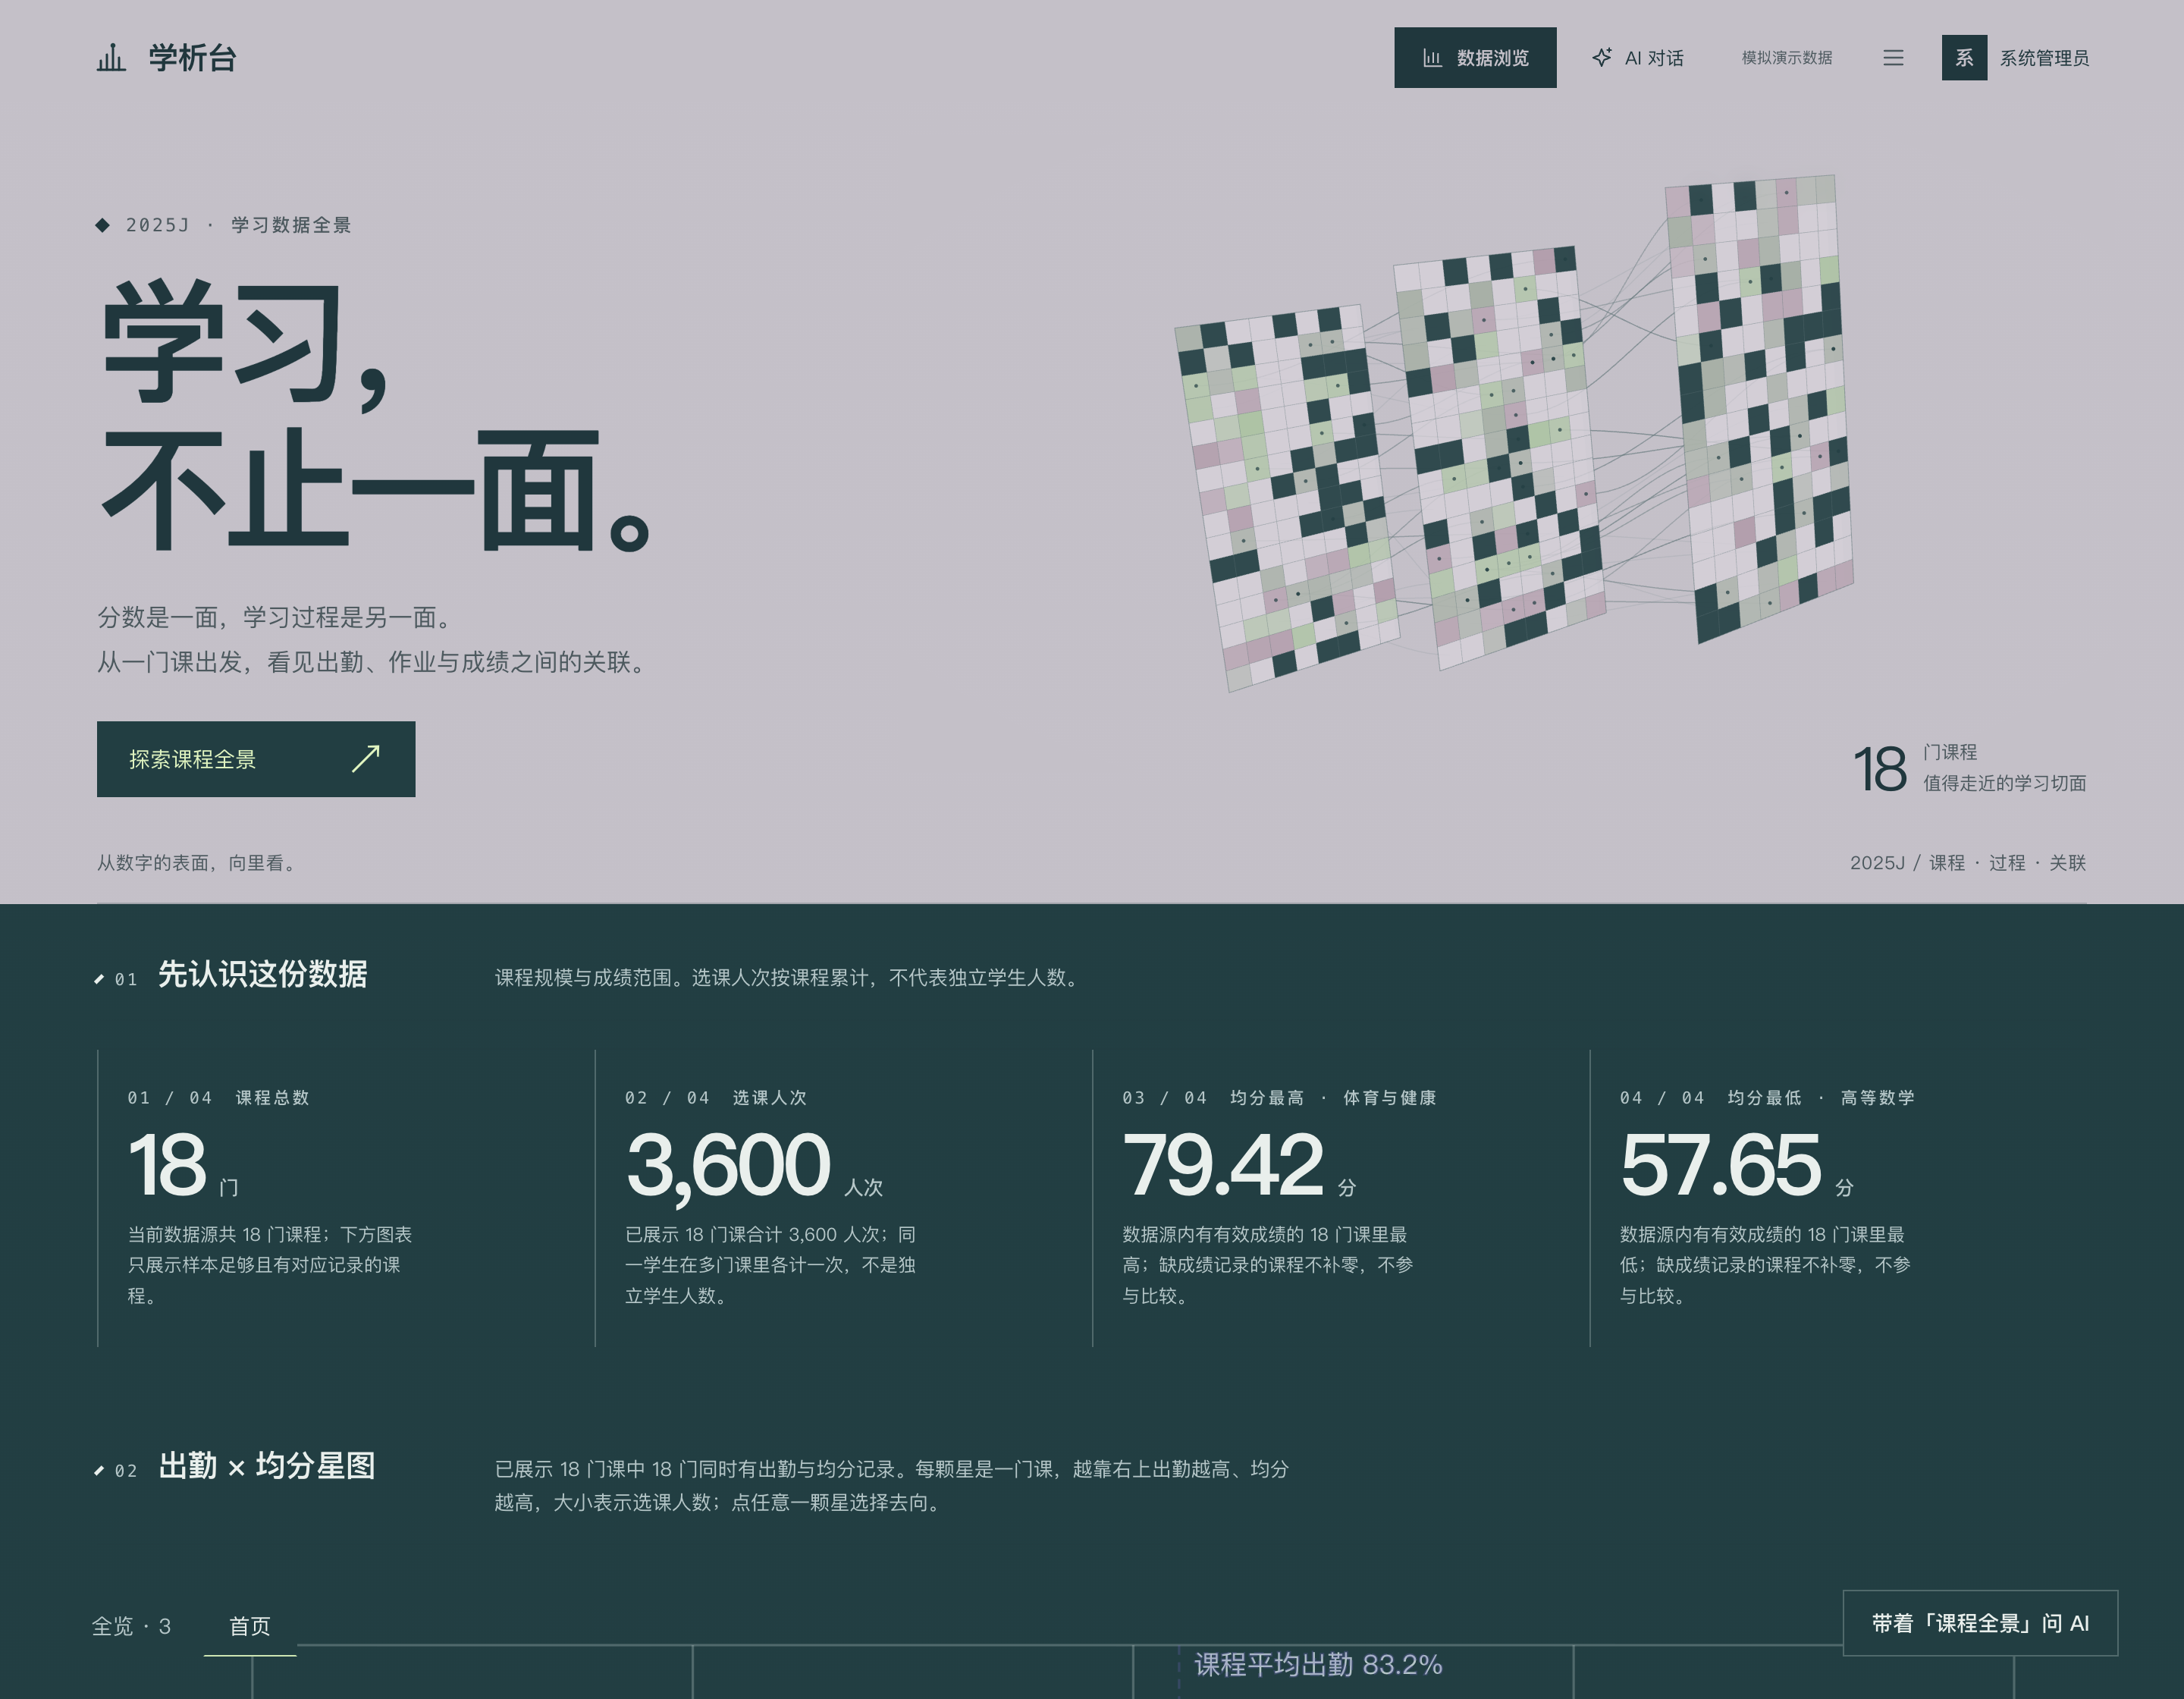 学析台
数据浏览
AI 对话
模拟演示数据
系
系统管理员
2025J · 学习数据全景
学习，
不止一面。
分数是一面，学习过程是另一面。
从一门课出发，看见出勤、作业与成绩之间的关联。
探索课程全景
18
门课程
值得走近的学习切面
从数字的表面，向里看。
2025J / 课程 · 过程 · 关联
01 先认识这份数据
课程规模与成绩范围。选课人次按课程累计，不代表独立学生人数。
01 / 04 课程总数
18 门
当前数据源共 18 门课程；下方图表
只展示样本足够且有对应记录的课
程。
02 / 04 选课人次
3,600 人次
已展示 18 门课合计 3,600 人次；同
一学生在多门课里各计一次，不是独
立学生人数。
03 / 04 均分最高 · 体育与健康
79.42 分
数据源内有有效成绩的 18 门课里最
高；缺成绩记录的课程不补零，不参
与比较。
04 / 04 均分最低 · 高等数学
57.65 分
数据源内有有效成绩的 18 门课里最
低；缺成绩记录的课程不补零，不参
与比较。
02 出勤 × 均分星图
已展示 18 门课中 18 门同时有出勤与均分记录。每颗星是一门课，越靠右上出勤越高、均分
越高，大小表示选课人数；点任意一颗星选择去向。
全览 · 3
首页
带着「课程全景」问 AI
课程平均出勤 83.2%